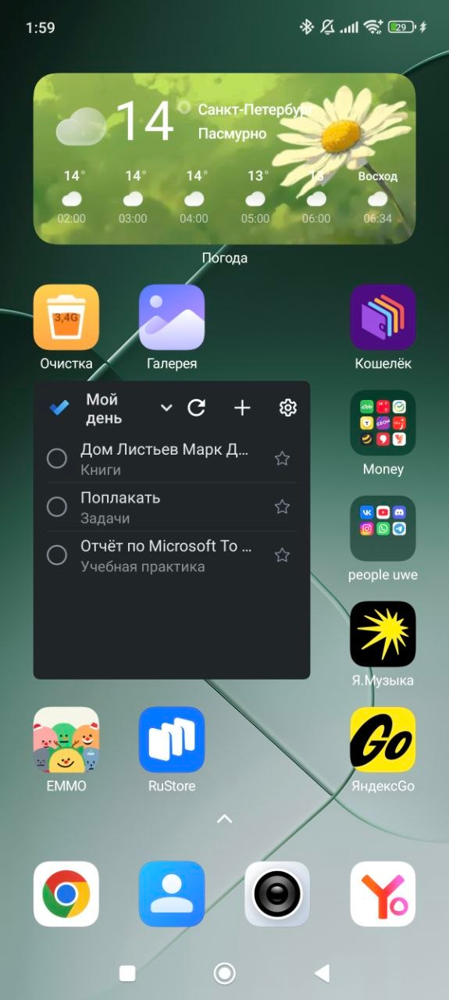 1:59
29
14°
Санкт-Петербург
Пасмурно
14° 14° 14° 13° 13° Восход
02:00 03:00 04:00 05:00 06:00 06:34
Погода
3,4G
Очистка Галерея Кошелёк
Мой
день
Дом Листьев Марк Д...
Книги
Поплакать
Задачи
Отчёт по Microsoft To ...
Учебная практика
Money
people uwe
Я.Музыка
Go
EMMO RuStore ЯндексGo